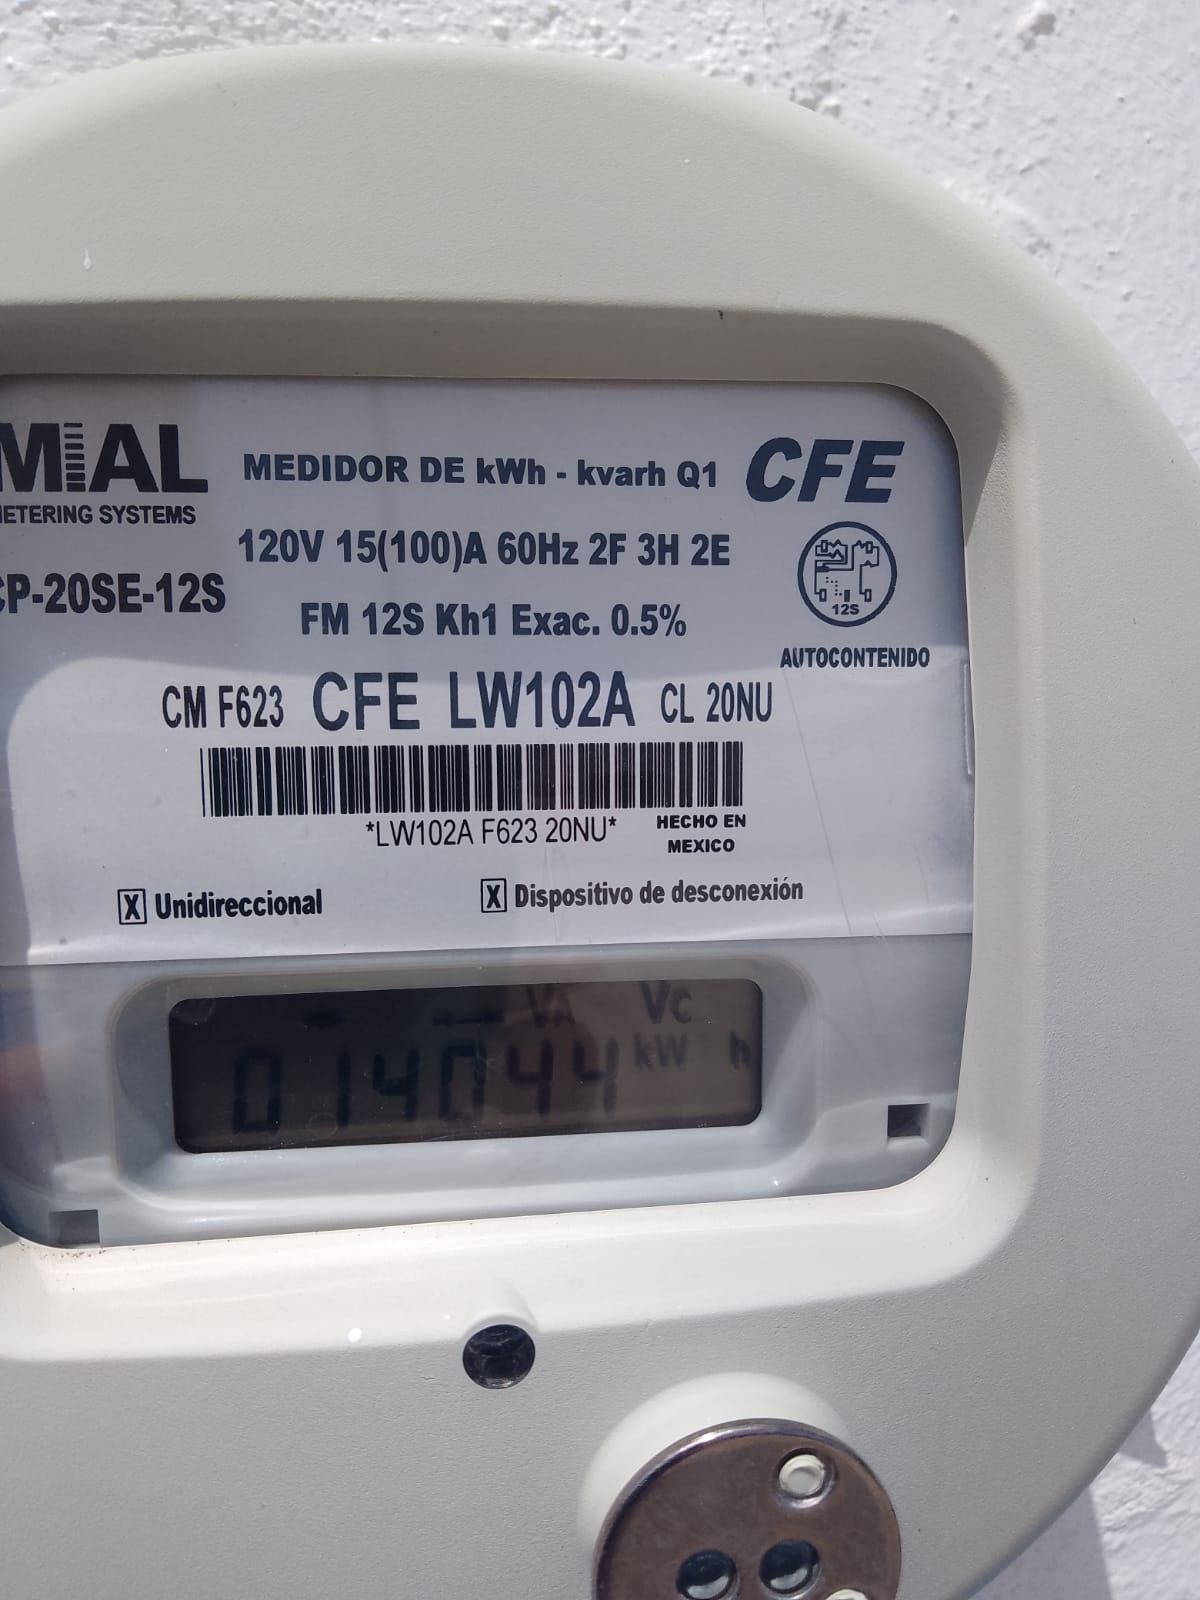 MIAL
METERING SYSTEMS
MEDIDOR DE kWh - kvarh Q1
CFE
120V 15(100)A 60Hz 2F 3H 2E
CP-20SE-12S
FM 12S Kh1 Exac. 0.5%
12S
AUTOCONTENIDO
CM F623 CFE LW102A CL 20NU
*LW102A F623 20NU*
HECHO EN
MEXICO
X Unidireccional
X Dispositivo de desconexión
VA VC
014044 kW h